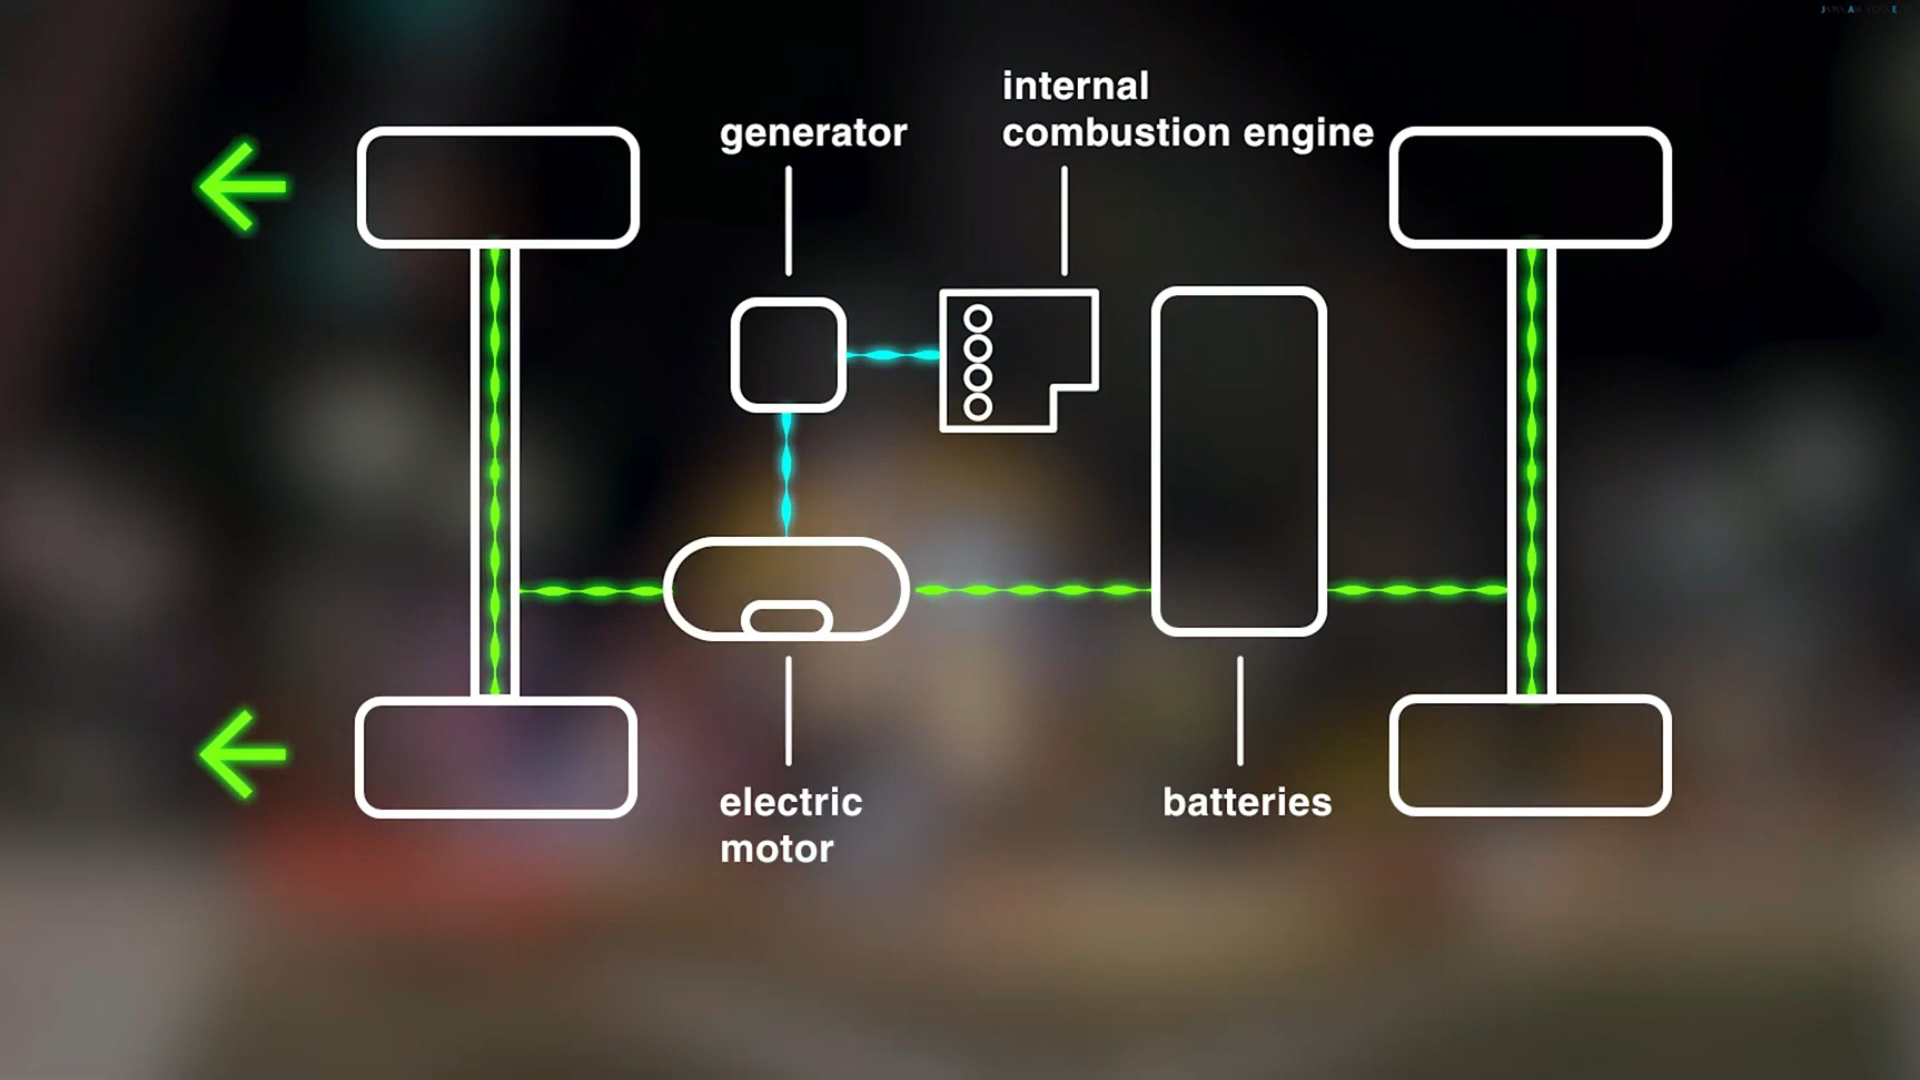 internal
combustion engine
generator
electric
motor
batteries